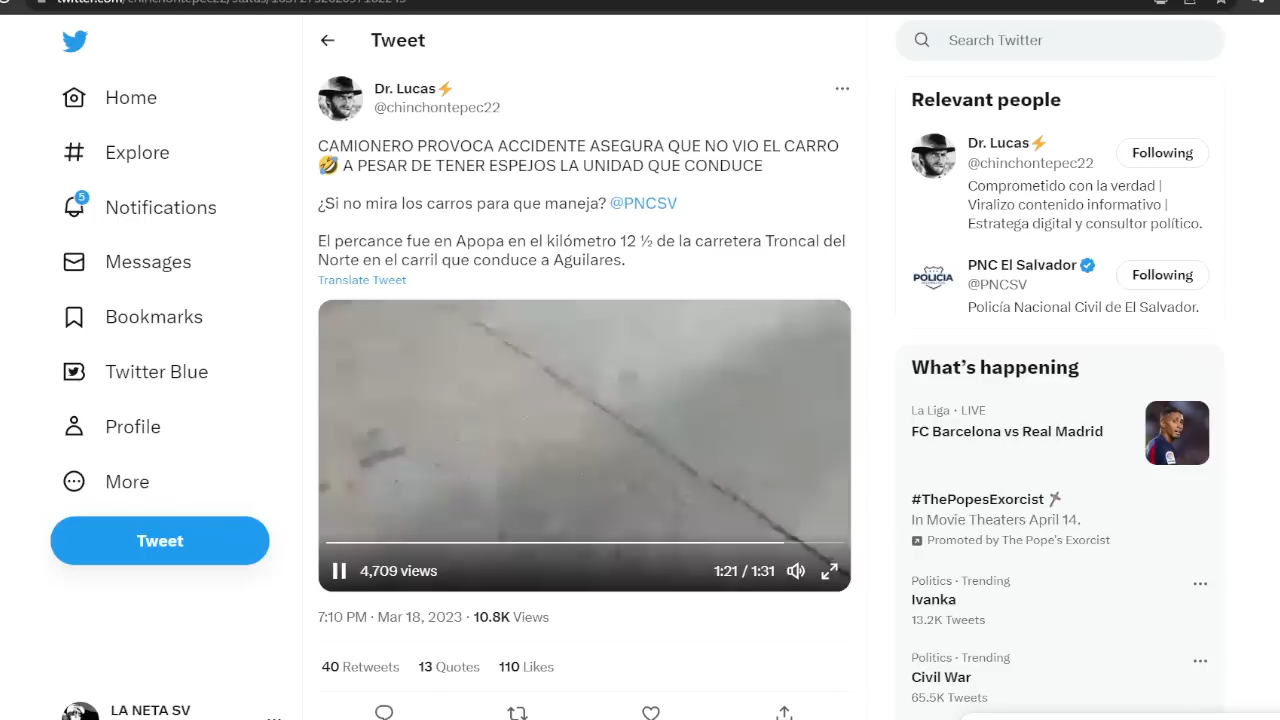 Home
Explore
5
Notifications
Messages
Bookmarks
Twitter Blue
Profile
More
Tweet
LA NETA SV
Tweet
Dr. Lucas⚡
@chinchontepec22
CAMIONERO PROVOCA ACCIDENTE ASEGURA QUE NO VIO EL CARRO
🤣 A PESAR DE TENER ESPEJOS LA UNIDAD QUE CONDUCE
¿Si no mira los carros para que maneja? @PNCSV
El percance fue en Apopa en el kilómetro 12 ½ de la carretera Troncal del
Norte en el carril que conduce a Aguilares.
Translate Tweet
4,709 views
1:21 / 1:31
7:10 PM · Mar 18, 2023 · 10.8K Views
40 Retweets 13 Quotes 110 Likes
Search Twitter
Relevant people
Dr. Lucas⚡
@chinchontepec22
Following
Comprometido con la verdad |
Viralizo contenido informativo |
Estratega digital y consultor político.
POLICIA
PNC El Salvador
@PNCSV
Following
Policía Nacional Civil de El Salvador.
What's happening
La Liga · LIVE
FC Barcelona vs Real Madrid
#ThePopesExorcist
In Movie Theaters April 14.
Promoted by The Pope's Exorcist
Politics · Trending
Ivanka
13.2K Tweets
Politics · Trending
Civil War
65.5K Tweets